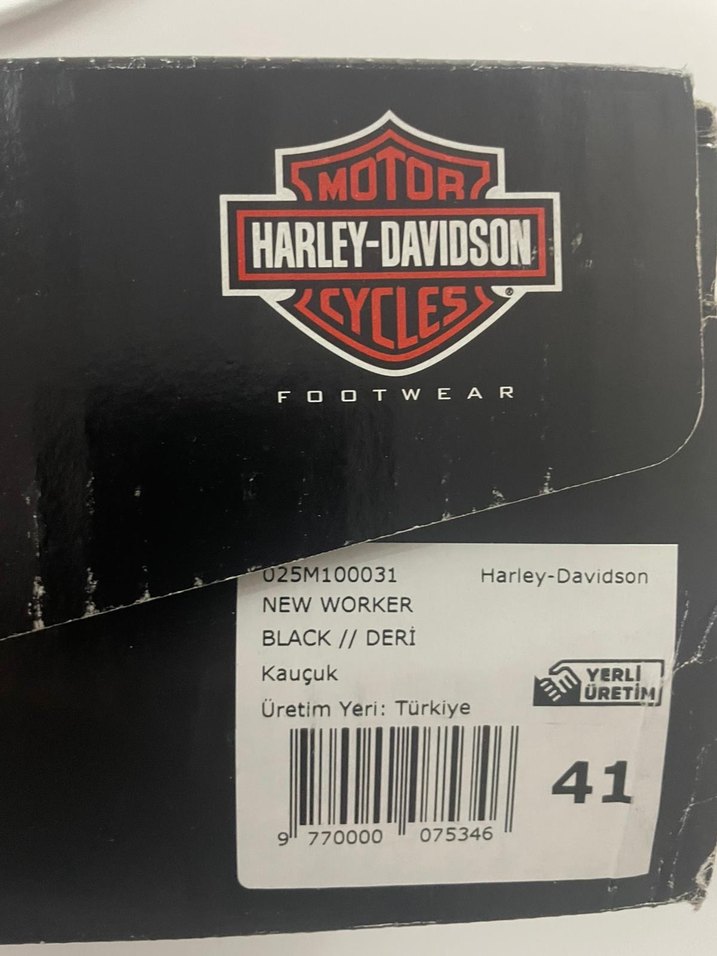 MOTOR
HARLEY-DAVIDSON
CYCLES
®
FOOTWEAR
025M100031 Harley-Davidson
NEW WORKER
BLACK // DERİ
Kauçuk
YERLİ
ÜRETİM
Üretim Yeri: Türkiye
41
9 770000 075346